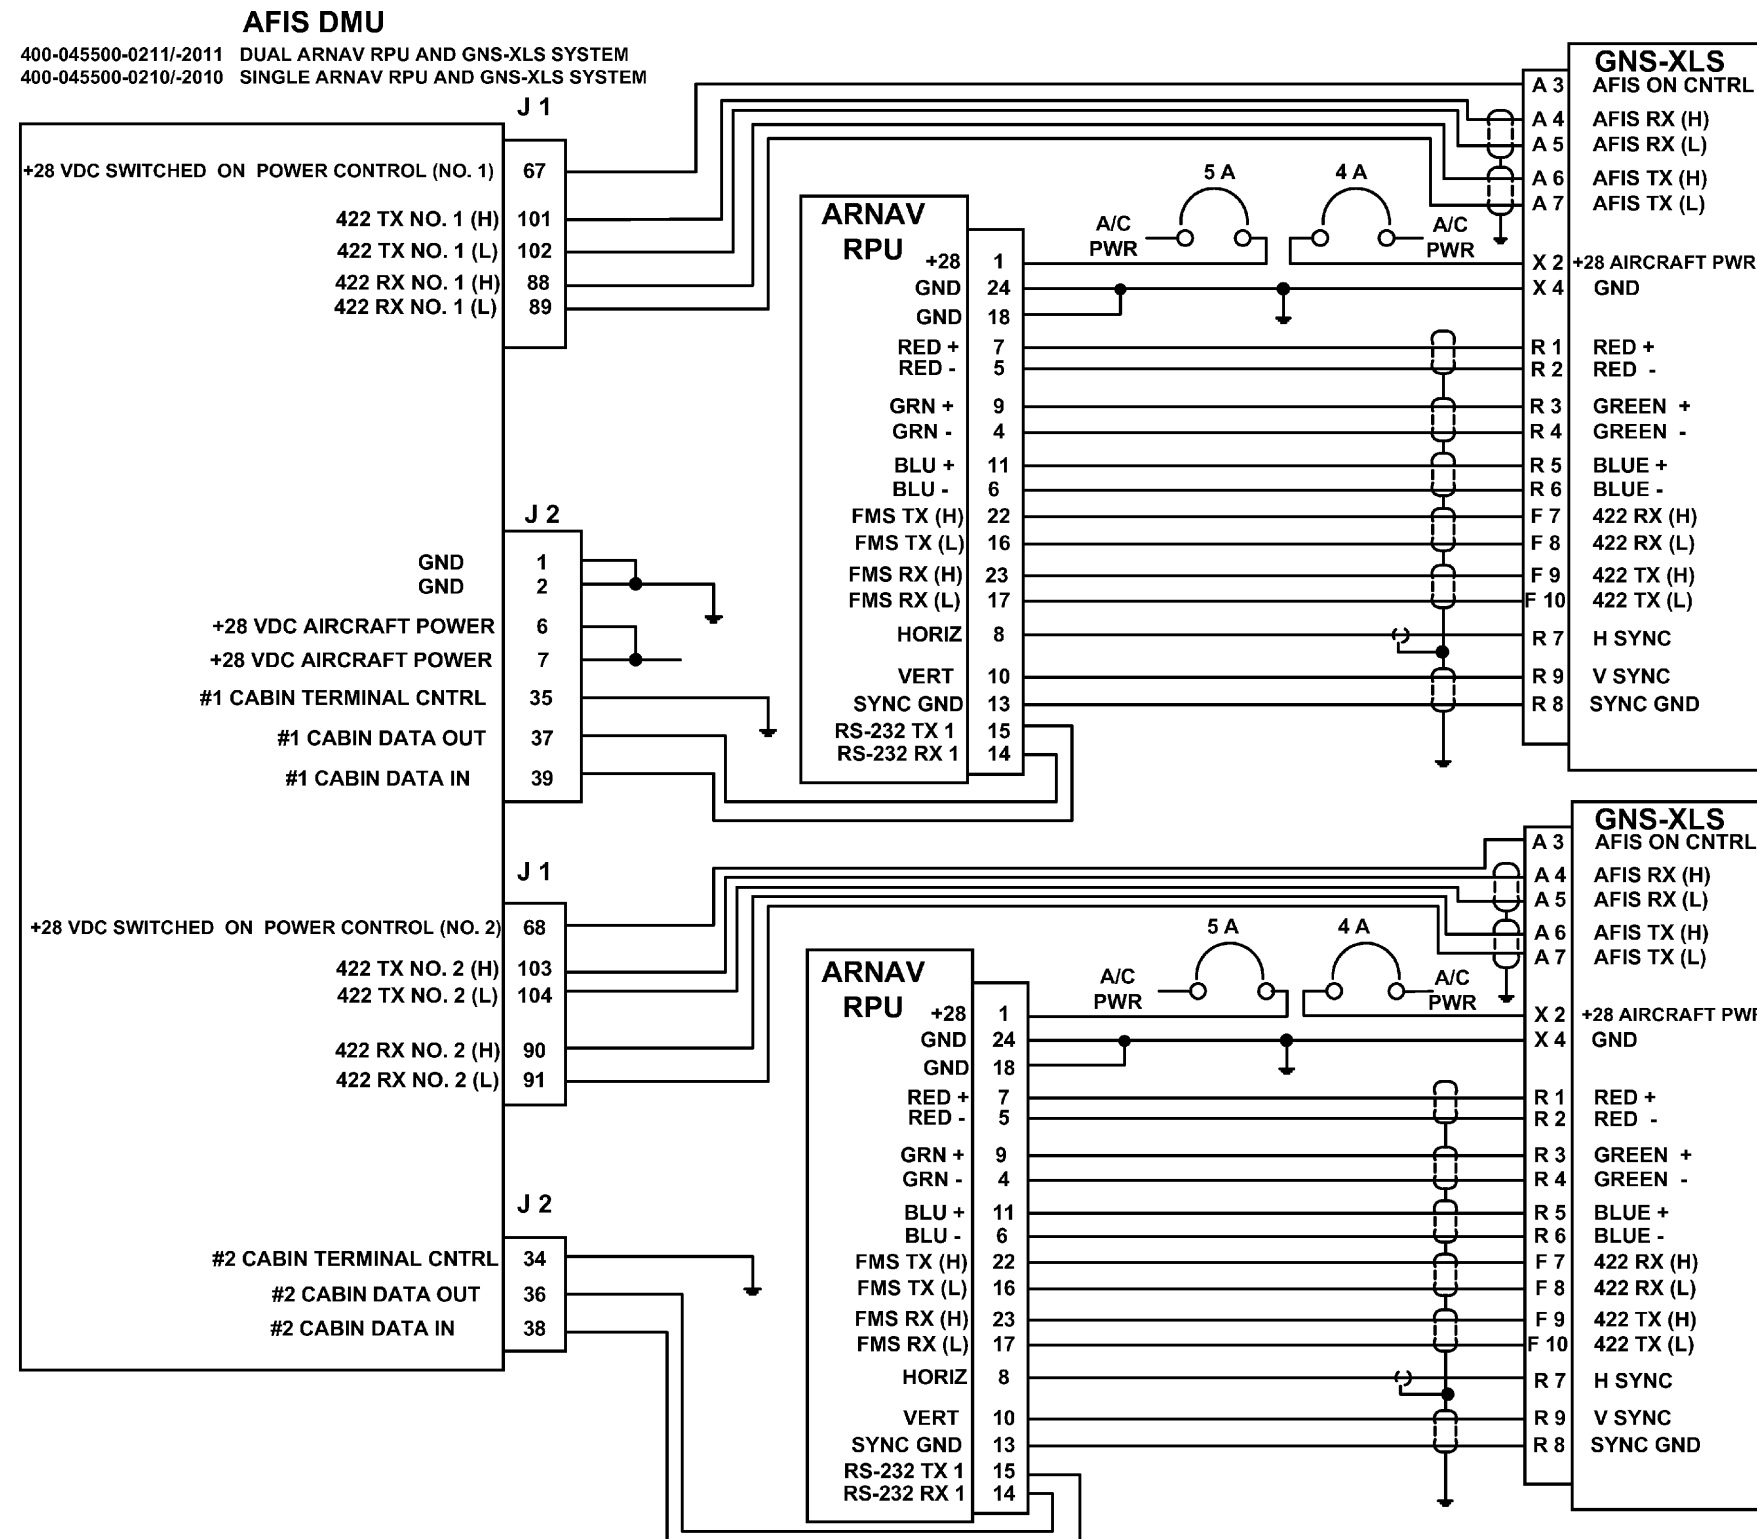 AFIS DMU
400-045500-0211/-2011 DUAL ARNAV RPU AND GNS-XLS SYSTEM
400-045500-0210/-2010 SINGLE ARNAV RPU AND GNS-XLS SYSTEM
J 1
+28 VDC SWITCHED ON POWER CONTROL (NO. 1) 67
422 TX NO. 1 (H) 101
422 TX NO. 1 (L) 102
422 RX NO. 1 (H) 88
422 RX NO. 1 (L) 89
J 2
GND 1
GND 2
+28 VDC AIRCRAFT POWER 6
+28 VDC AIRCRAFT POWER 7
#1 CABIN TERMINAL CNTRL 35
#1 CABIN DATA OUT 37
#1 CABIN DATA IN 39
J 1
+28 VDC SWITCHED ON POWER CONTROL (NO. 2) 68
422 TX NO. 2 (H) 103
422 TX NO. 2 (L) 104
422 RX NO. 2 (H) 90
422 RX NO. 2 (L) 91
J 2
#2 CABIN TERMINAL CNTRL 34
#2 CABIN DATA OUT 36
#2 CABIN DATA IN 38
ARNAV
RPU
+28 1
GND 24
GND 18
RED + 7
RED - 5
GRN + 9
GRN - 4
BLU + 11
BLU - 6
FMS TX (H) 22
FMS TX (L) 16
FMS RX (H) 23
FMS RX (L) 17
HORIZ 8
VERT 10
SYNC GND 13
RS-232 TX 1 15
RS-232 RX 1 14
5 A
4 A
A/C
PWR
A/C
PWR
GNS-XLS
A 3 AFIS ON CNTRL
A 4 AFIS RX (H)
A 5 AFIS RX (L)
A 6 AFIS TX (H)
A 7 AFIS TX (L)
X 2 +28 AIRCRAFT PWR
X 4 GND
R 1 RED +
R 2 RED -
R 3 GREEN +
R 4 GREEN -
R 5 BLUE +
R 6 BLUE -
F 7 422 RX (H)
F 8 422 RX (L)
F 9 422 TX (H)
F 10 422 TX (L)
R 7 H SYNC
R 9 V SYNC
R 8 SYNC GND
ARNAV
RPU
+28 1
GND 24
GND 18
RED + 7
RED - 5
GRN + 9
GRN - 4
BLU + 11
BLU - 6
FMS TX (H) 22
FMS TX (L) 16
FMS RX (H) 23
FMS RX (L) 17
HORIZ 8
VERT 10
SYNC GND 13
RS-232 TX 1 15
RS-232 RX 1 14
5 A
4 A
A/C
PWR
A/C
PWR
GNS-XLS
A 3 AFIS ON CNTRL
A 4 AFIS RX (H)
A 5 AFIS RX (L)
A 6 AFIS TX (H)
A 7 AFIS TX (L)
X 2 +28 AIRCRAFT PWR
X 4 GND
R 1 RED +
R 2 RED -
R 3 GREEN +
R 4 GREEN -
R 5 BLUE +
R 6 BLUE -
F 7 422 RX (H)
F 8 422 RX (L)
F 9 422 TX (H)
F 10 422 TX (L)
R 7 H SYNC
R 9 V SYNC
R 8 SYNC GND